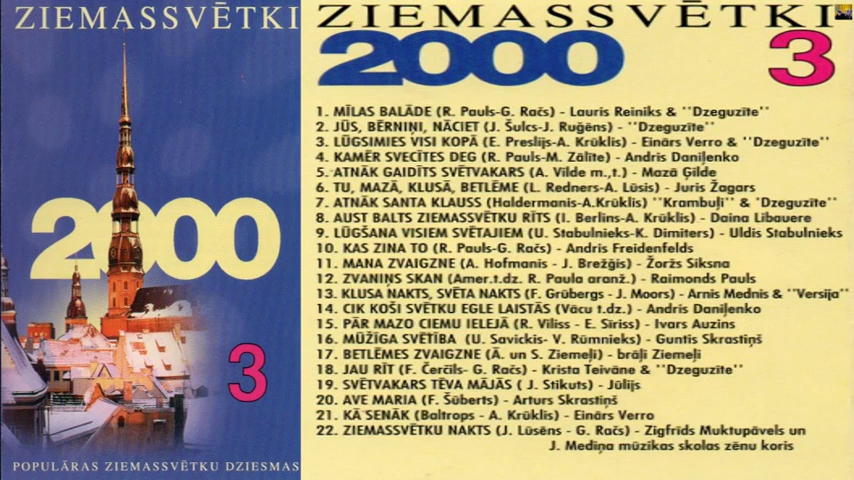 ZIEMASSVĒTKI
2000
3
POPULĀRAS ZIEMASSVĒTKU DZIESMAS
ZIEMASSVĒTKI
2000 3
1. MĪLAS BALĀDE (R. Pauls-G. Račs) - Lauris Reiniks & "Dzeguzīte"
2. JŪS, BĒRNIŅI, NĀCIET (J. Šulcs-J. Ruģēns) - "Dzeguzīte"
3. LŪGSIMIES VISI KOPĀ (E. Preslijs-A. Krūklis) - Einārs Verro & "Dzeguzīte"
4. KAMĒR SVECĪTES DEG (R. Pauls-M. Zālīte) - Andris Daniļenko
5. ATNĀK GAIDĪTS SVĒTVAKARS (A. Vilde m.,t.) - Mazā Ģilde
6. TU, MAZĀ, KLUSĀ, BETLĒME (L. Redners-A. Lūsis) - Juris Žagars
7. ATNĀK SANTA KLAUSS (Haldermanis-A.Krūklis) "Krambuļi" & 'Dzeguzīte"
8. AUST BALTS ZIEMASSVĒTKU RĪTS (I. Berlins-A. Krūklis) - Daina Libauere
9. LŪGŠANA VISIEM SVĒTAJIEM (U. Stabulnieks-K. Dimiters) - Uldis Stabulnieks
10. KAS ZINA TO (R. Pauls-G. Račs) - Andris Freidenfelds
11. MANA ZVAIGZNE (A. Hofmanis - J. Brežģis) - Žoržs Siksna
12. ZVANIŅS SKAN (Amer.t.dz. R. Paula aranž.) - Raimonds Pauls
13. KLUSA NAKTS, SVĒTA NAKTS (F. Grūbergs - J. Moors) - Arnis Mednis & "Versija"
14. CIK KOŠI SVĒTKU EGLE LAISTĀS (Vācu t.dz.) - Andris Daniļenko
15. PĀR MAZO CIEMU IELEJĀ (R. Viliss - E. Sīriss) - Ivars Auzins
16. MŪŽĪGA SVĒTĪBA (U. Savickis- V. Rūmnieks) - Guntis Skrastiņš
17. BETLĒMES ZVAIGZNE (Ā. un S. Ziemeļi) - brāļi Ziemeļi
18. JAU RĪT (F. Čerčils- G. Račs) - Krista Teivāne & "Dzeguzīte"
19. SVĒTVAKARS TĒVA MĀJĀS ( J. Stikuts) - Jūlijs
20. AVE MARIA (F. Šūberts) - Arturs Skrastiņš
21. KĀ SENĀK (Baltrops - A. Krūklis) - Einārs Verro
22. ZIEMASSVĒTKU NAKTS (J. Lūsēns - G. Račs) - Zigfrīds Muktupāvels un
J. Mediņa mūzikas skolas zēnu koris